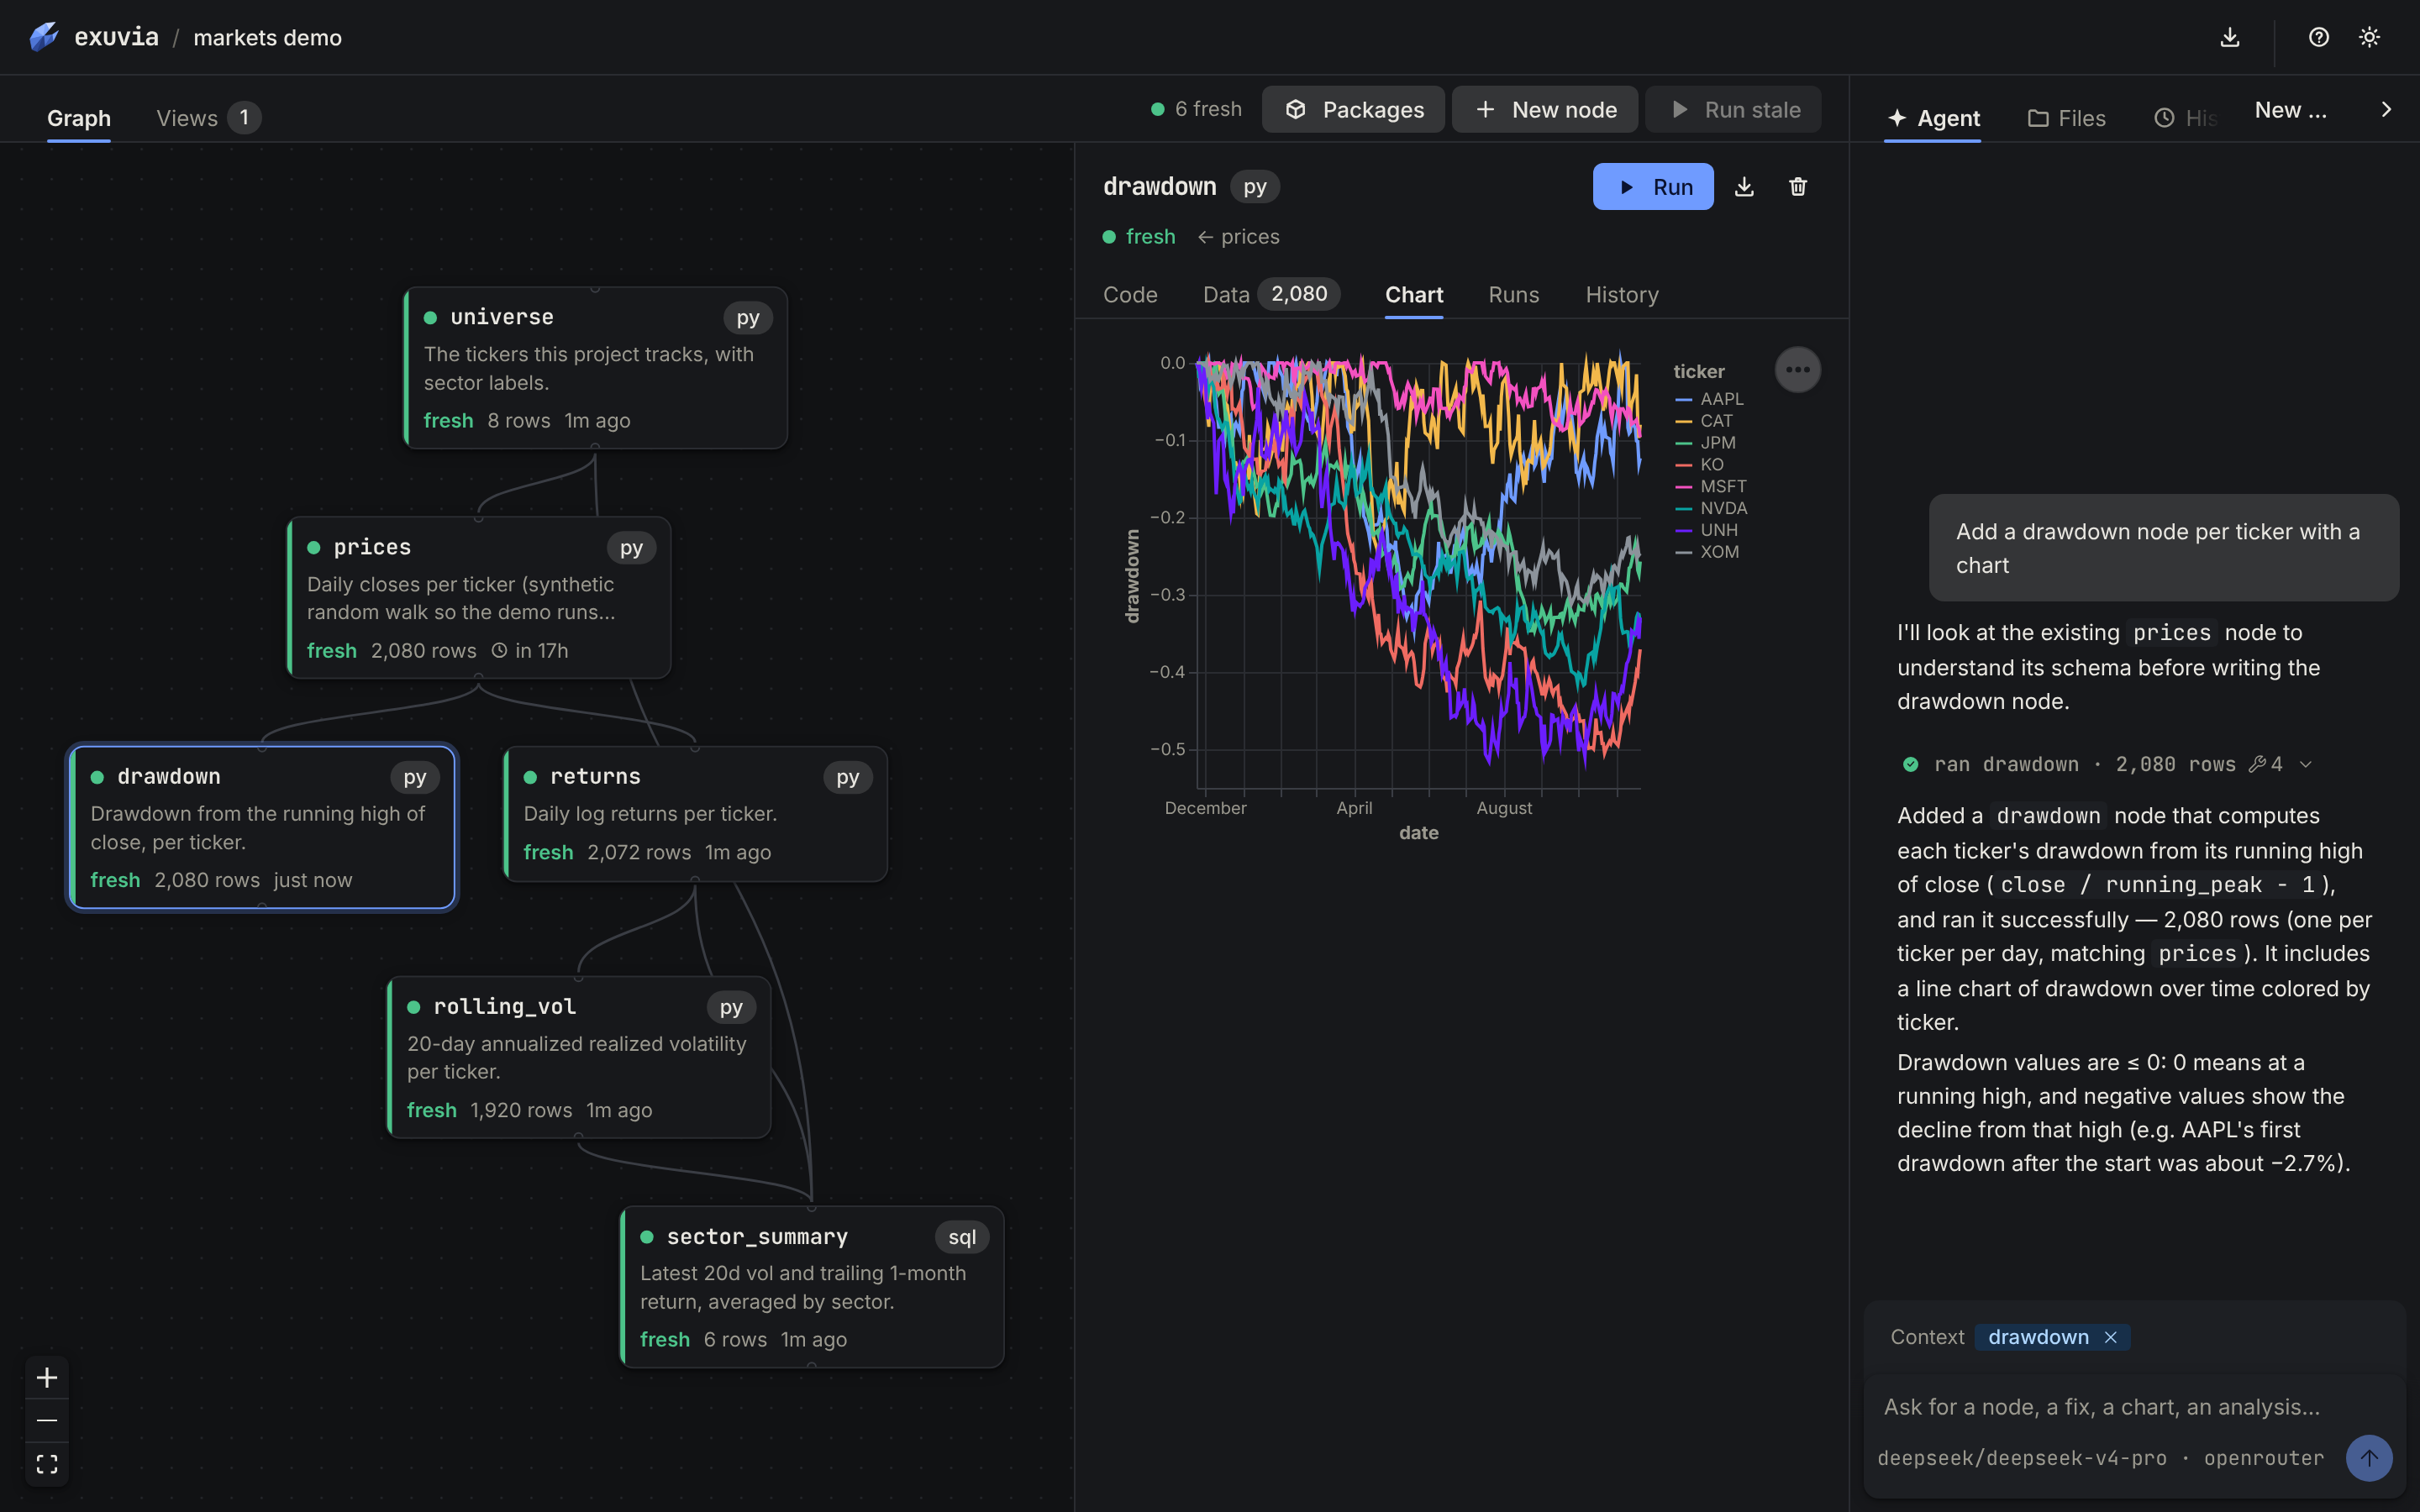 exuvia / markets demo
Graph
Views 1
6 fresh
Packages
New node
Run stale
Agent
Files
His
New ...
universe py
The tickers this project tracks, with
sector labels.
fresh 8 rows 1m ago
prices py
Daily closes per ticker (synthetic
random walk so the demo runs...
fresh 2,080 rows in 17h
drawdown py
Drawdown from the running high of
close, per ticker.
fresh 2,080 rows just now
returns py
Daily log returns per ticker.
fresh 2,072 rows 1m ago
rolling_vol py
20-day annualized realized volatility
per ticker.
fresh 1,920 rows 1m ago
sector_summary sql
Latest 20d vol and trailing 1-month
return, averaged by sector.
fresh 6 rows 1m ago
drawdown py
Run
fresh ← prices
Code Data 2,080 Chart Runs History
0.0
−0.1
−0.2
−0.3
−0.4
−0.5
drawdown
December April August
date
ticker
AAPL
CAT
JPM
KO
MSFT
NVDA
UNH
XOM
Add a drawdown node per ticker with a
chart
I'll look at the existing prices node to
understand its schema before writing the
drawdown node.
ran drawdown · 2,080 rows 4
Added a drawdown node that computes
each ticker's drawdown from its running high
of close ( close / running_peak - 1 ),
and ran it successfully — 2,080 rows (one per
ticker per day, matching prices ). It includes
a line chart of drawdown over time colored by
ticker.
Drawdown values are ≤ 0: 0 means at a
running high, and negative values show the
decline from that high (e.g. AAPL's first
drawdown after the start was about −2.7%).
Context drawdown ×
Ask for a node, a fix, a chart, an analysis...
deepseek/deepseek-v4-pro · openrouter